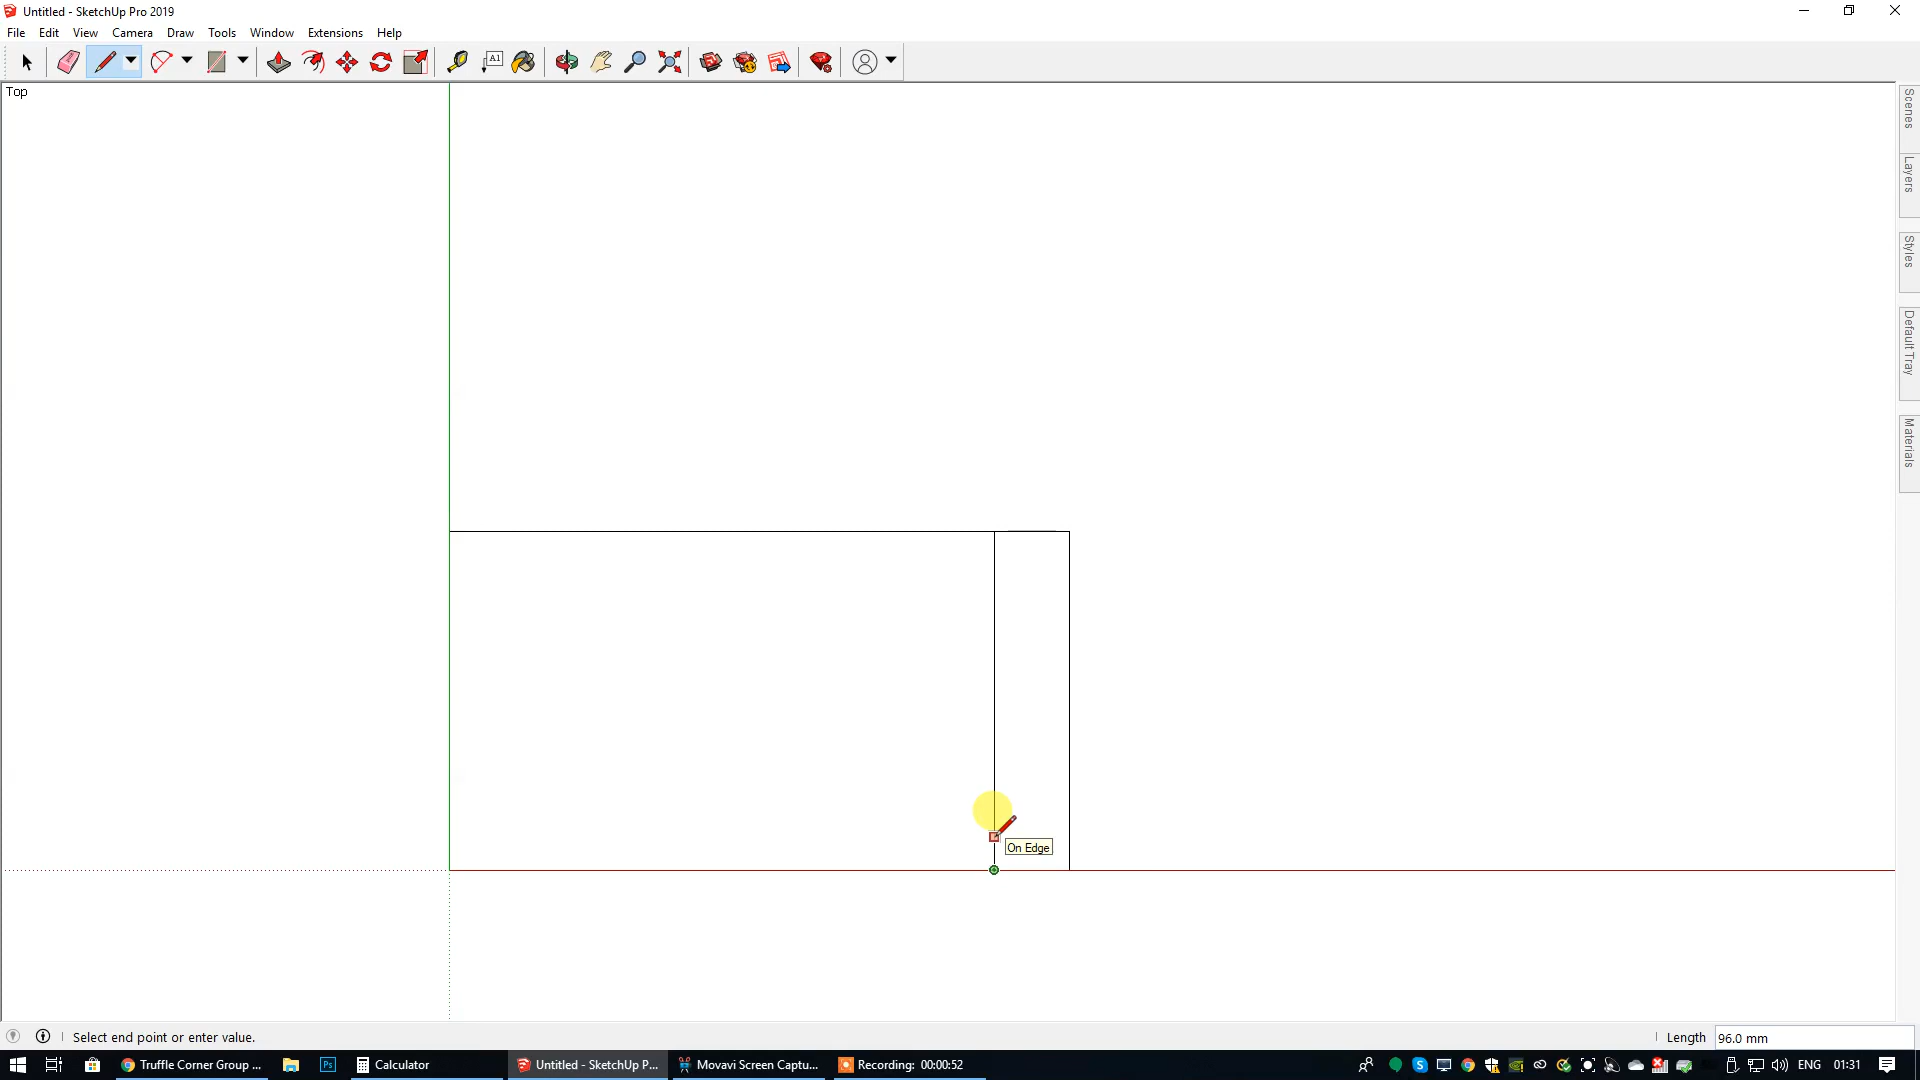 Untitled - SketchUp Pro 2019
File Edit View Camera Draw Tools Window Extensions Help
A1
Top
Scenes
Layers
Styles
Default Tray
Materials
On Edge
Select end point or enter value.
Length 96.0 mm
Truffle Corner Group ...
Ps
Calculator
Untitled - SketchUp P...
Movavi Screen Captu...
Recording: 00:00:52
ENG 01:31